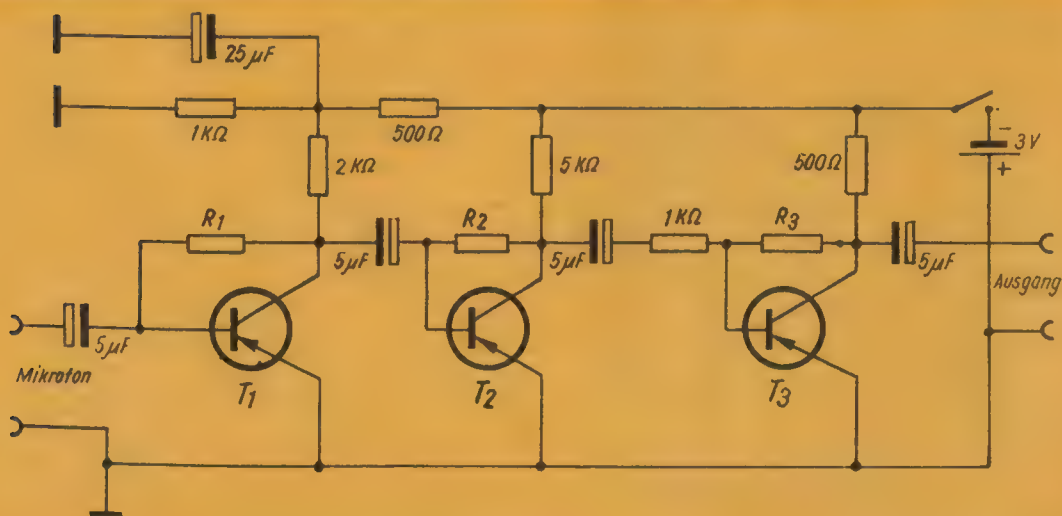 25 µF
1 KΩ
500 Ω
2 KΩ
5 KΩ
500 Ω
-
3 V
+
R1
R2
1 KΩ
R3
5 µF
5 µF
5 µF
Ausgang
5 µF
Mikrofon
T1
T2
T3